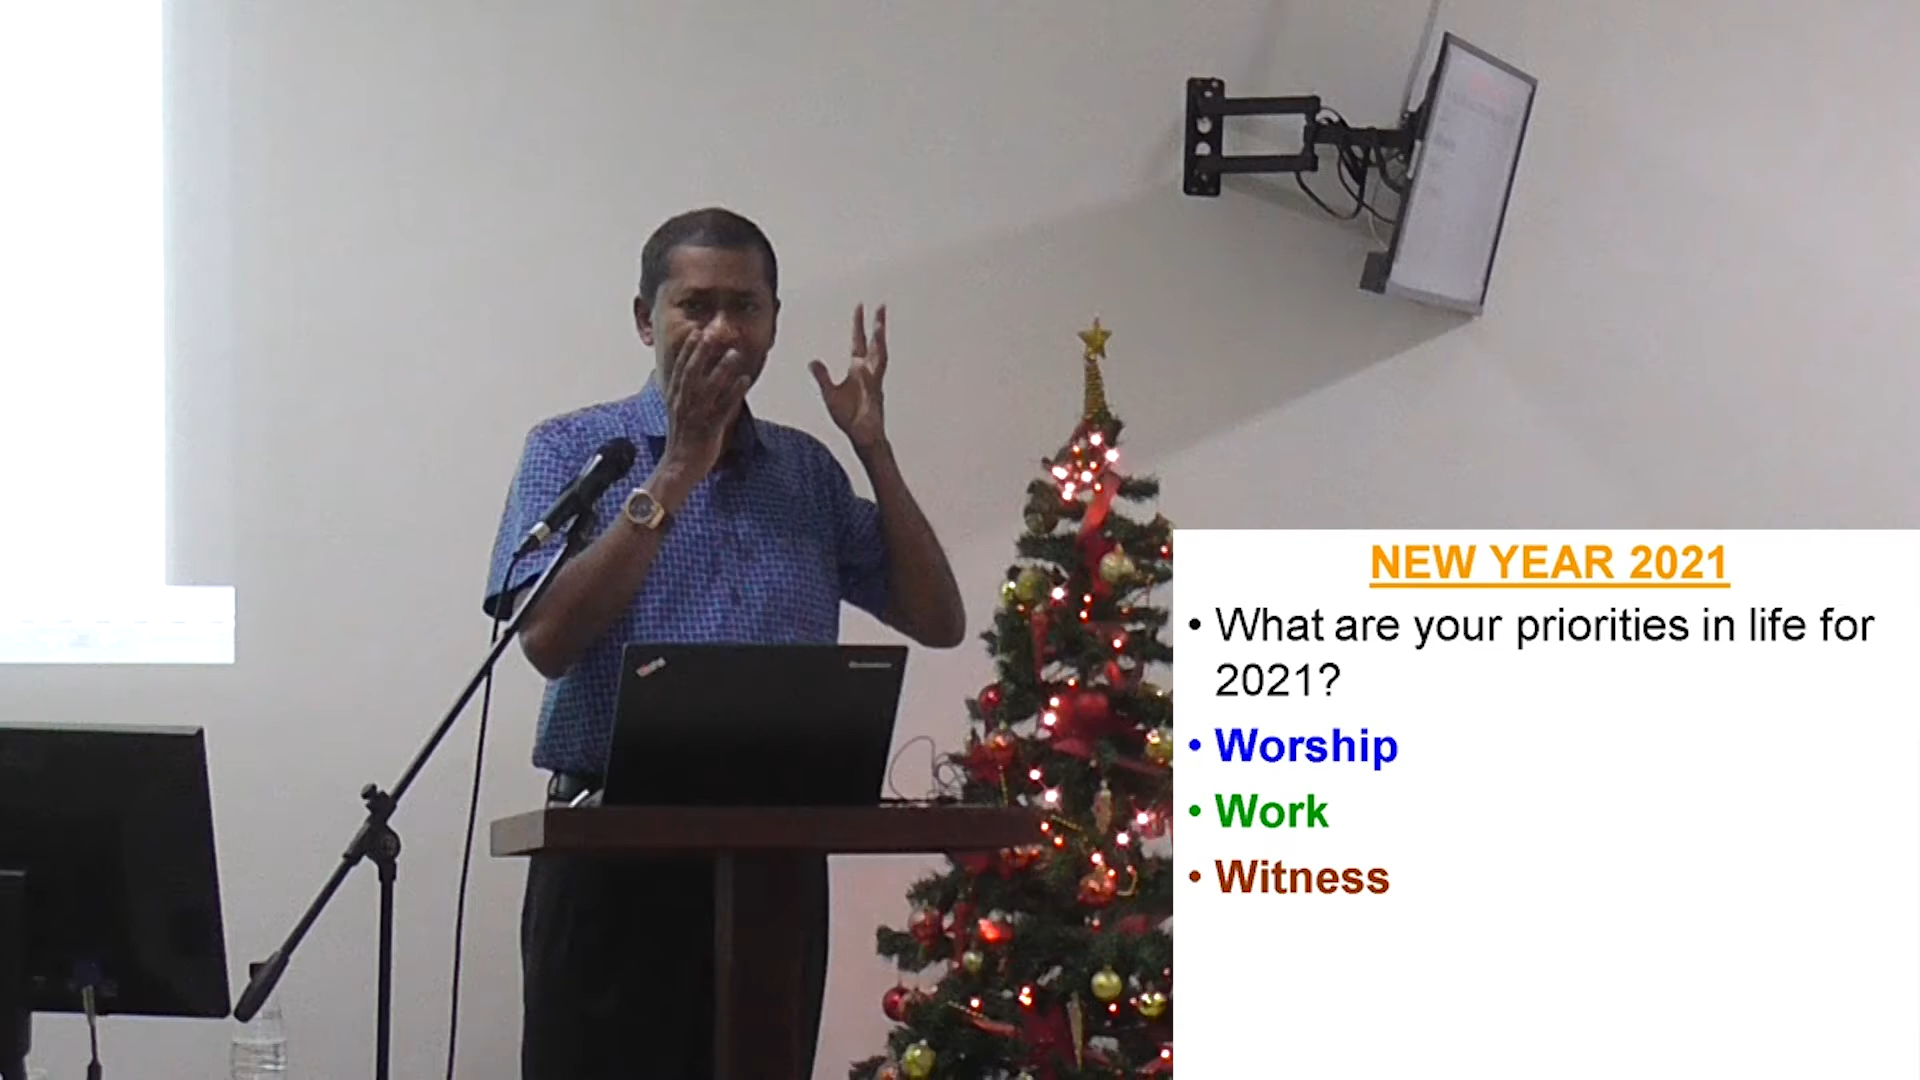 NEW YEAR 2021
• What are your priorities in life for
2021?
• Worship
• Work
• Witness